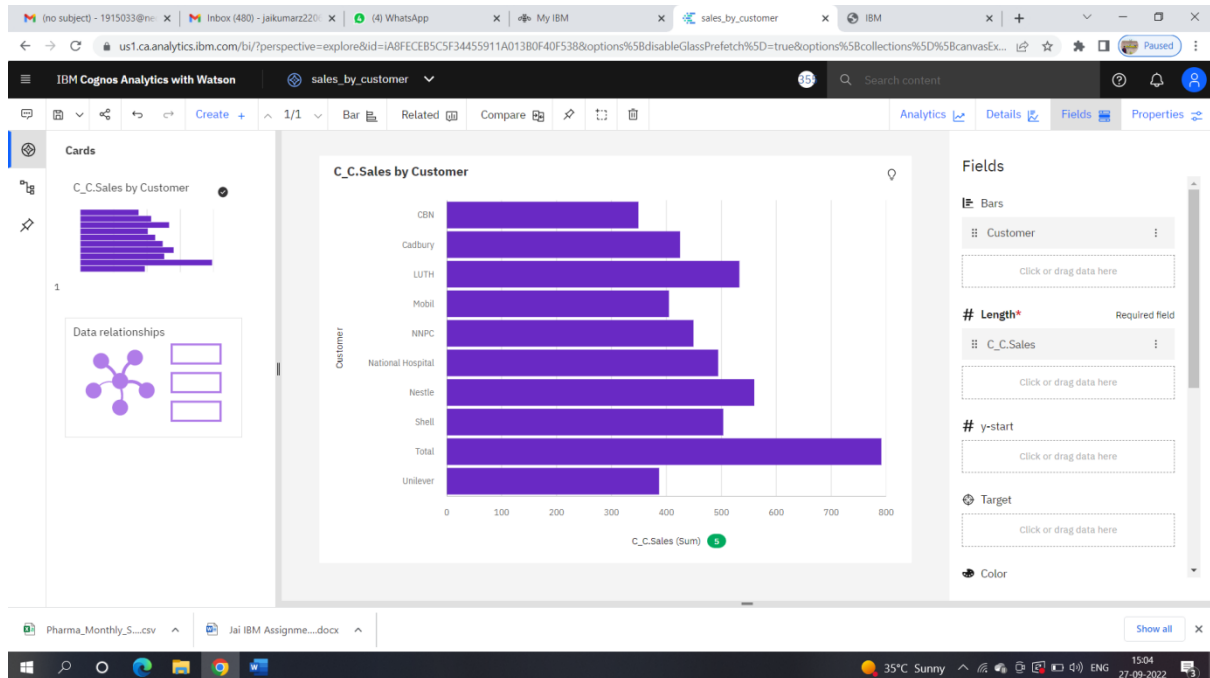 (no subject) - 1915033@ne
Inbox (480) - jaikumarz220
(4) WhatsApp
My IBM
sales_by_customer
IBM
us1.ca.analytics.ibm.com/bi/?perspective=explore&id=iA8FECEB5C5F34455911A013B0F40F538&options%5BdisableGlassPrefetch%5D=true&options%5Bcollections%5D%5BcanvasEx...
Paused
IBM Cognos Analytics with Watson
sales_by_customer
Search content
Create +
1/1
Bar
Related
Compare
Analytics
Details
Fields
Properties
Cards
C_C.Sales by Customer
1
Data relationships
C_C.Sales by Customer
Customer
CBN
Cadbury
LUTH
Mobil
NNPC
National Hospital
Nestle
Shell
Total
Unilever
0 100 200 300 400 500 600 700 800
C_C.Sales (Sum) 5
Fields
Bars
Customer
Click or drag data here
# Length* Required field
C_C.Sales
Click or drag data here
# y-start
Click or drag data here
Target
Click or drag data here
Color
Pharma_Monthly_S....csv
Jai IBM Assignme....docx
Show all
35°C Sunny
ENG
15:04
27-09-2022